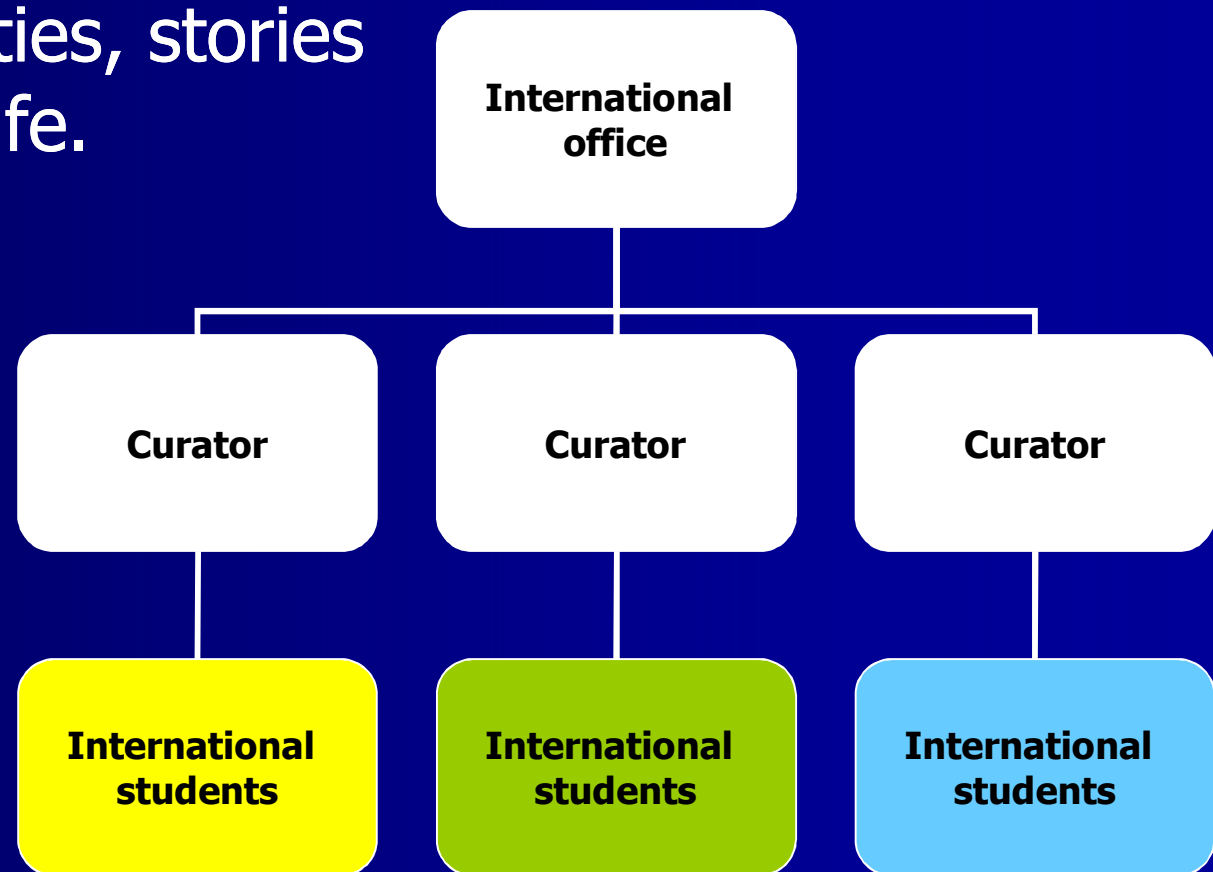 ties, stories
fe.
International
office
Curator
Curator
Curator
International
students
International
students
International
students